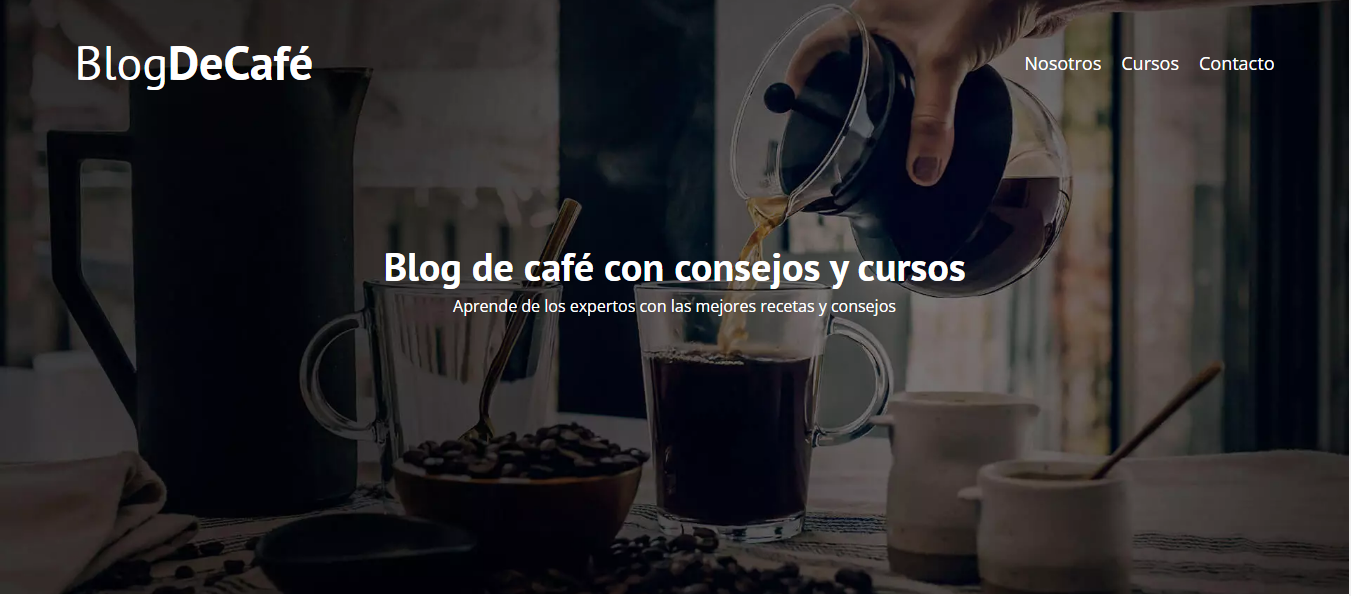 BlogDeCafé
Nosotros Cursos Contacto
Blog de café con consejos y cursos
Aprende de los expertos con las mejores recetas y consejos